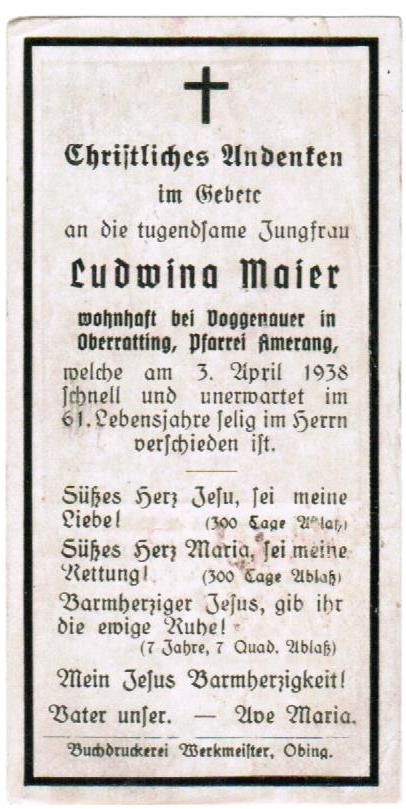 Christliches Andenken
im Gebete
an die tugendsame Jungfrau
Ludwina Maier
wohnhaft bei Voggenauer in
Oberratting, Pfarrei Amerang,
welche am 3. April 1938
schnell und unerwartet im
61. Lebensjahre selig im Herrn
verschieden ist.
Süßes Herz Jesu, sei meine
Liebe! (300 Tage Ablaß)
Süßes Herz Maria, sei meine
Rettung! (300 Tage Ablaß)
Barmherziger Jesus, gib ihr
die ewige Ruhe!
(7 Jahre, 7 Quad. Ablaß)
Mein Jesus Barmherzigkeit!
Vater unser. — Ave Maria.
Buchdruckerei Werkmeister, Obing.